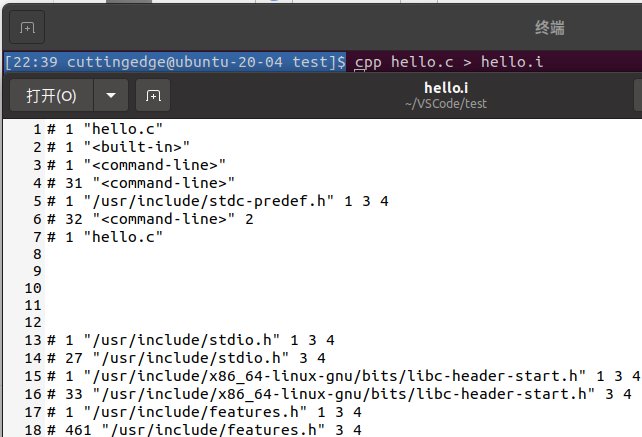 终端
[22:39 cuttingedge@ubuntu-20-04 test]$ cpp hello.c > hello.i
打开(O)
hello.i
~/VSCode/test
1 # 1 "hello.c"
2 # 1 "<built-in>"
3 # 1 "<command-line>"
4 # 31 "<command-line>"
5 # 1 "/usr/include/stdc-predef.h" 1 3 4
6 # 32 "<command-line>" 2
7 # 1 "hello.c"
8
9
10
11
12
13 # 1 "/usr/include/stdio.h" 1 3 4
14 # 27 "/usr/include/stdio.h" 3 4
15 # 1 "/usr/include/x86_64-linux-gnu/bits/libc-header-start.h" 1 3 4
16 # 33 "/usr/include/x86_64-linux-gnu/bits/libc-header-start.h" 3 4
17 # 1 "/usr/include/features.h" 1 3 4
18 # 461 "/usr/include/features.h" 3 4